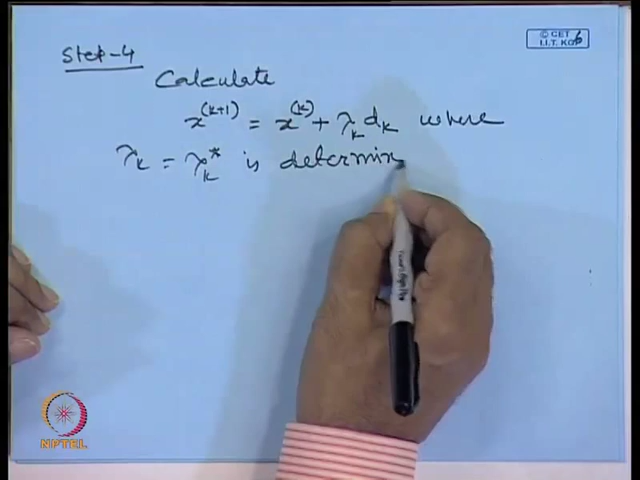 Step-4
© CET
I.I.T. KGP
Calculate
x^(k+1) = x^(k) + λ_k d_k where
λ_k = λ_k^* is determin
NPTEL